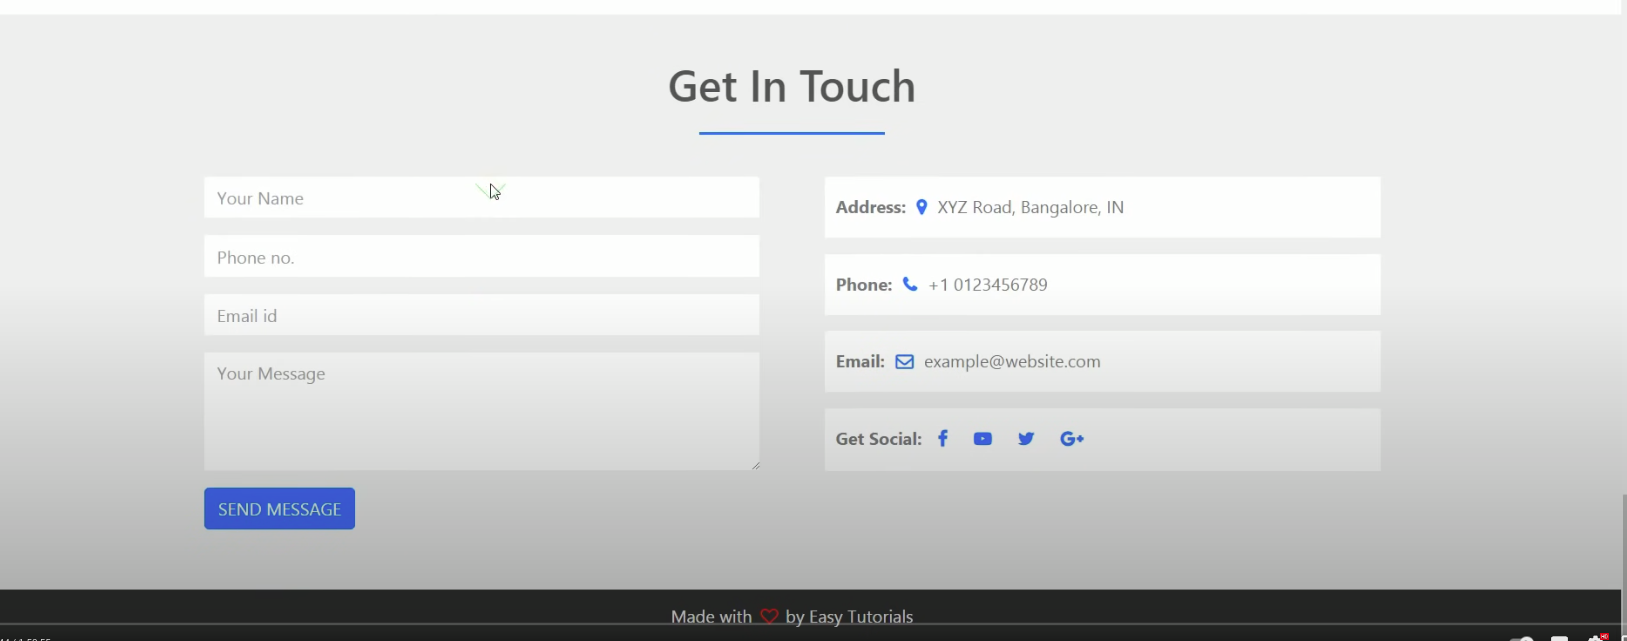 Get In Touch
Your Name
Phone no.
Email id
Your Message
SEND MESSAGE
Address: XYZ Road, Bangalore, IN
Phone: +1 0123456789
Email: example@website.com
Get Social:
Made with by Easy Tutorials
HD